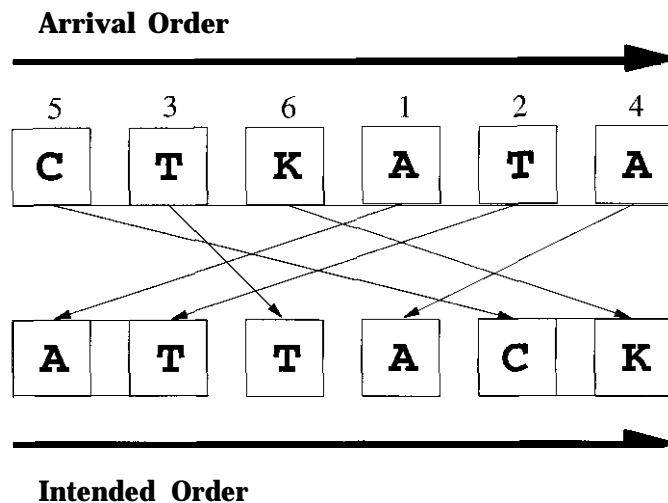 Arrival Order
5 3 6 1 2 4
C T K A T A
A T T A C K
Intended Order